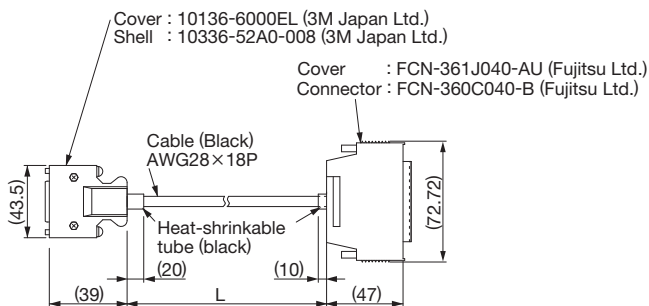 Cover : 10136-6000EL (3M Japan Ltd.)
Shell : 10336-52A0-008 (3M Japan Ltd.)
Cover : FCN-361J040-AU (Fujitsu Ltd.)
Connector : FCN-360C040-B (Fujitsu Ltd.)
Cable (Black)
AWG28×18P
(43.5)
(72.72)
Heat-shrinkable
tube (black)
(20)
(10)
(39)
L
(47)